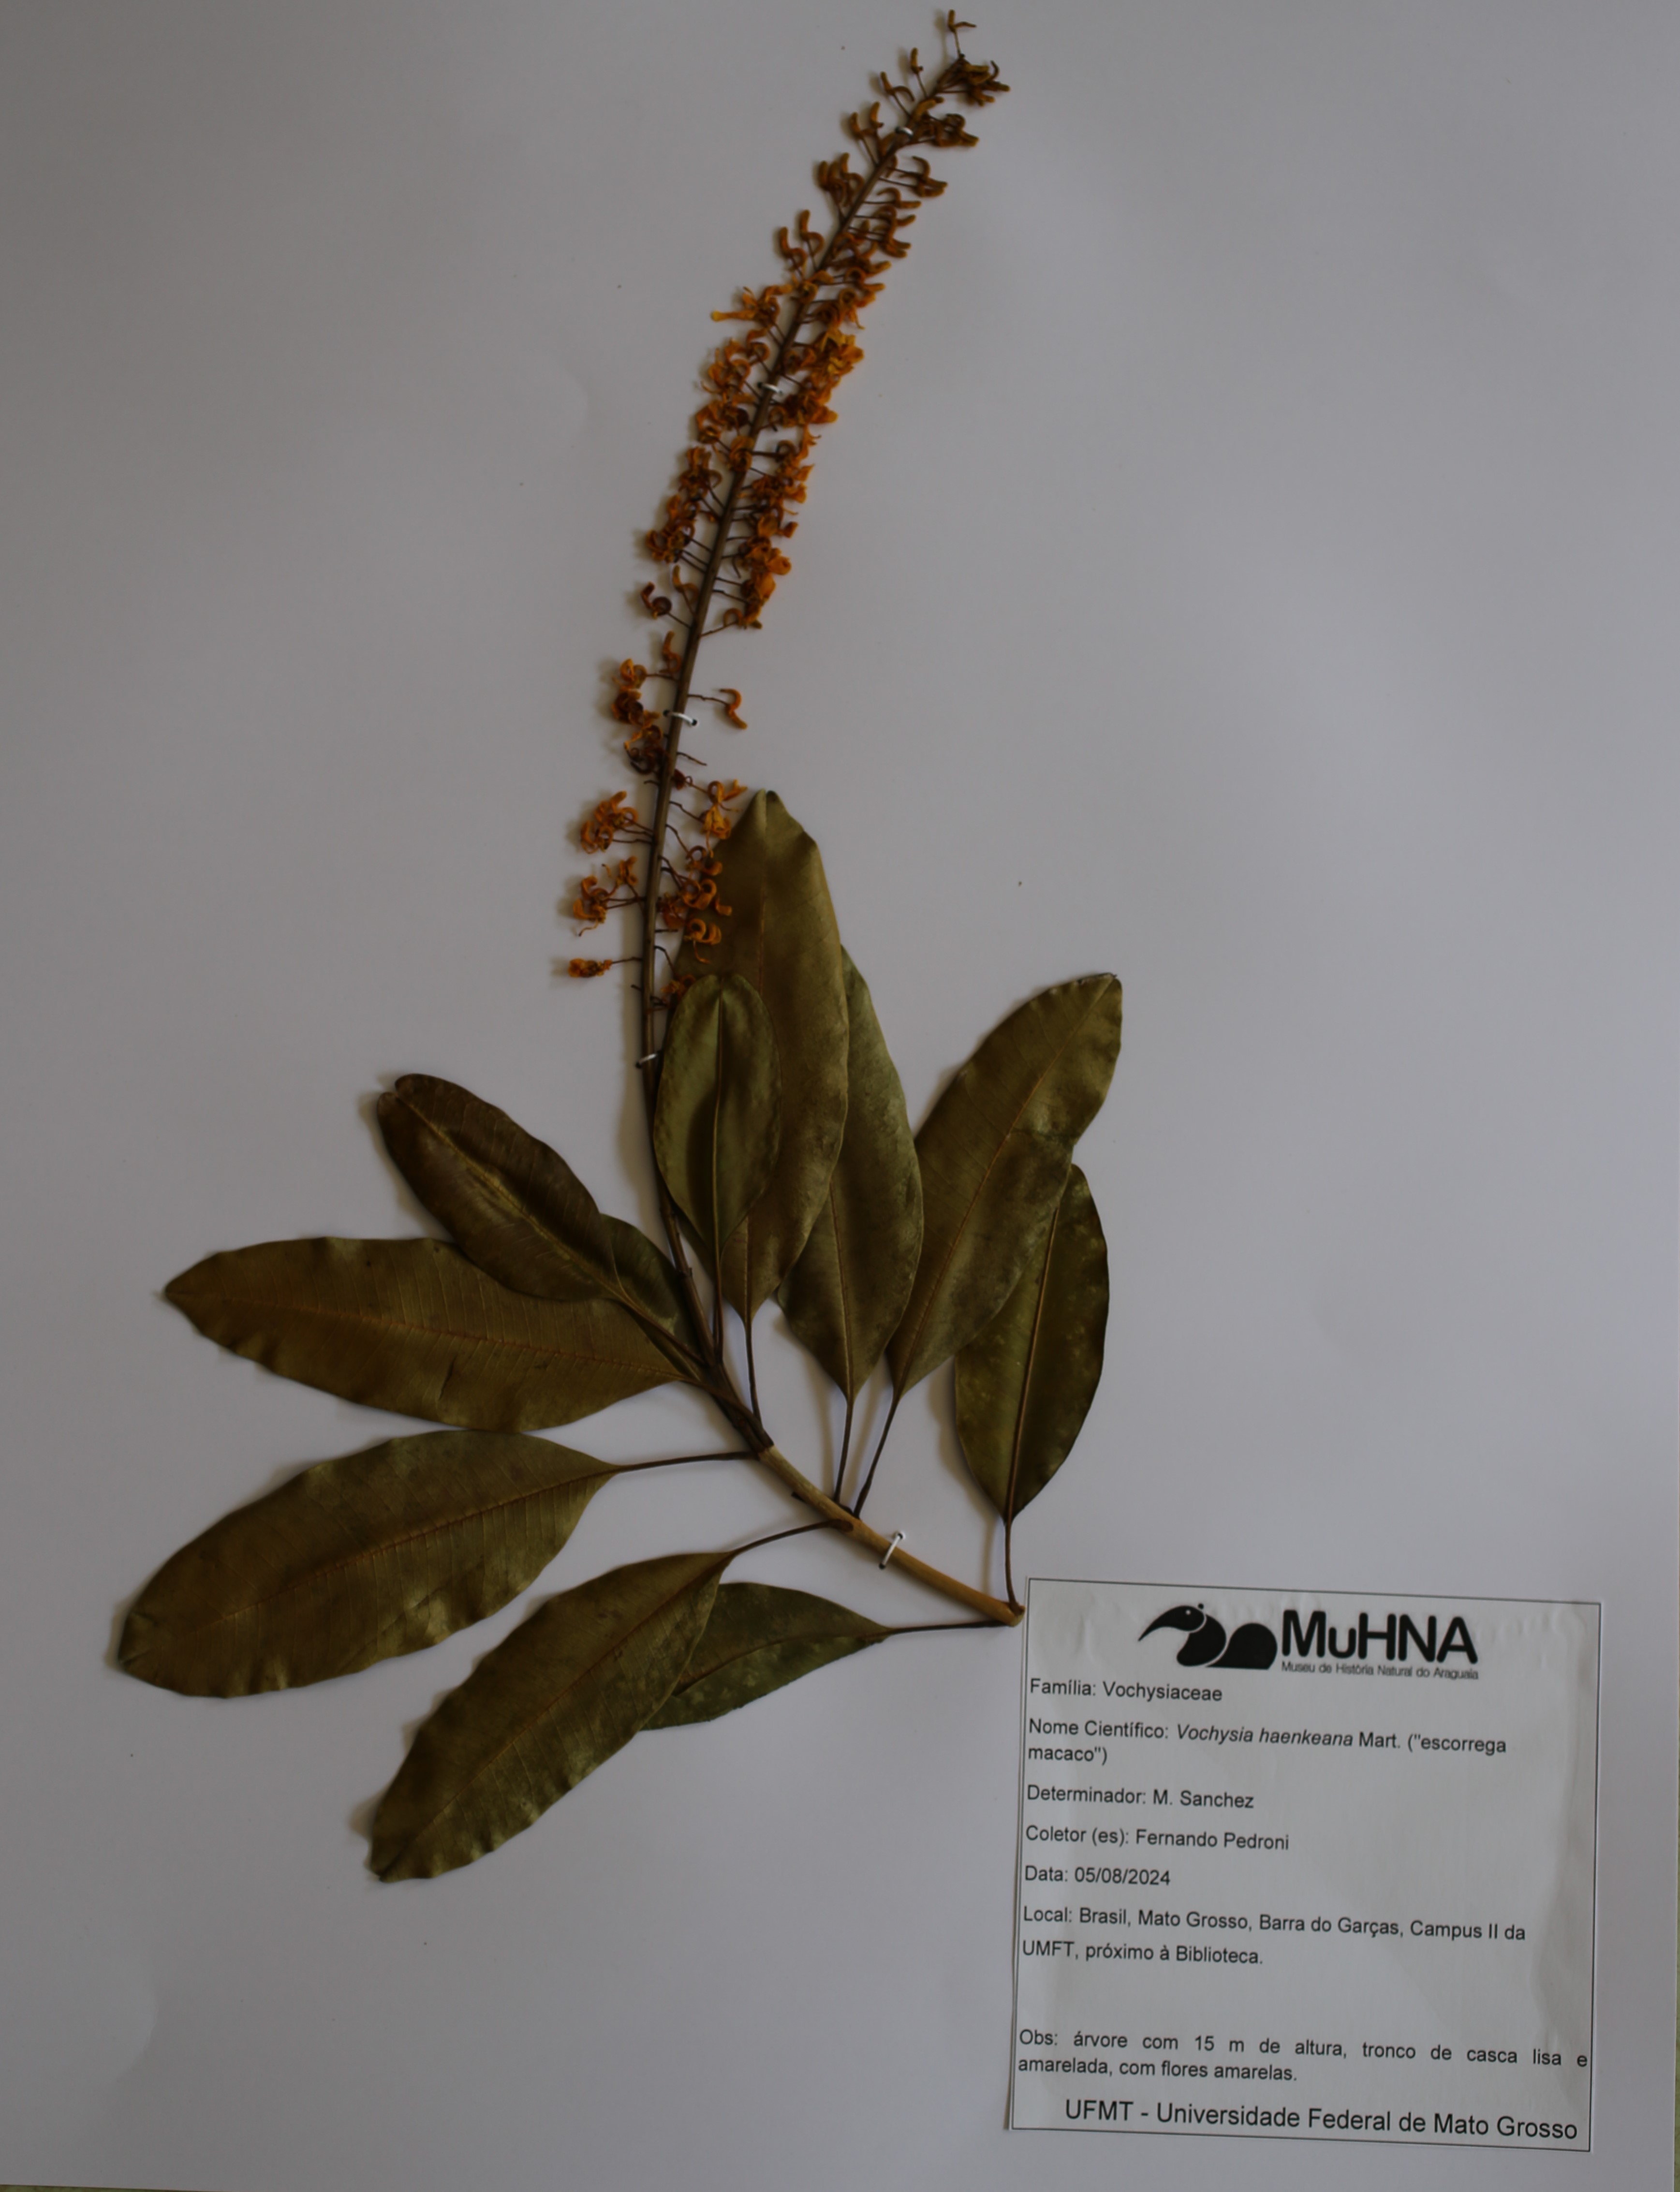 MuHNA
Museu de História Natural do Araguaia
Família: Vochysiaceae
Nome Científico: Vochysia haenkeana Mart. ("escorrega
macaco")
Determinador: M. Sanchez
Coletor (es): Fernando Pedroni
Data: 05/08/2024
Local: Brasil, Mato Grosso, Barra do Garças, Campus II da
UMFT, próximo à Biblioteca.
Obs: árvore com 15 m de altura, tronco de casca lisa e
amarelada, com flores amarelas.
UFMT - Universidade Federal de Mato Grosso